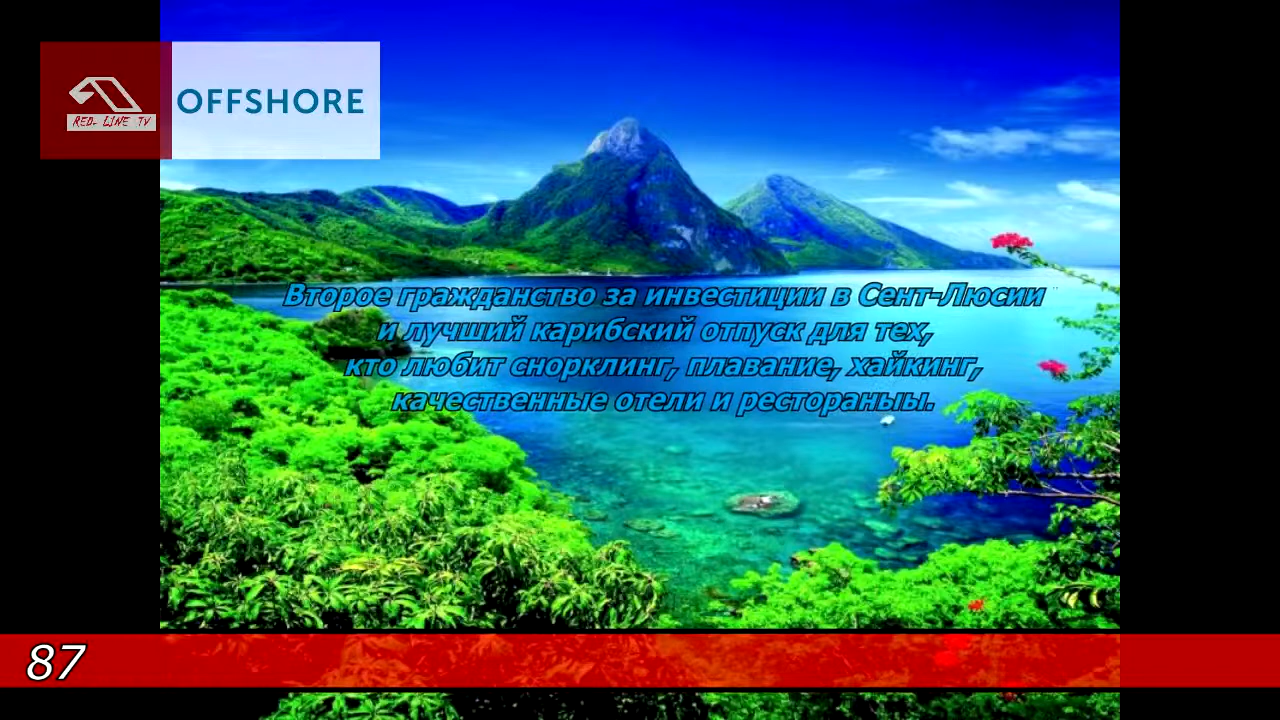 RED LINE TV
OFFSHORE
Второе гражданство за инвестиции в Сент-Люсии
и лучший карибский отпуск для тех,
кто любит снорклинг, плавание, хайкинг,
качественные отели и рестораныы.
87